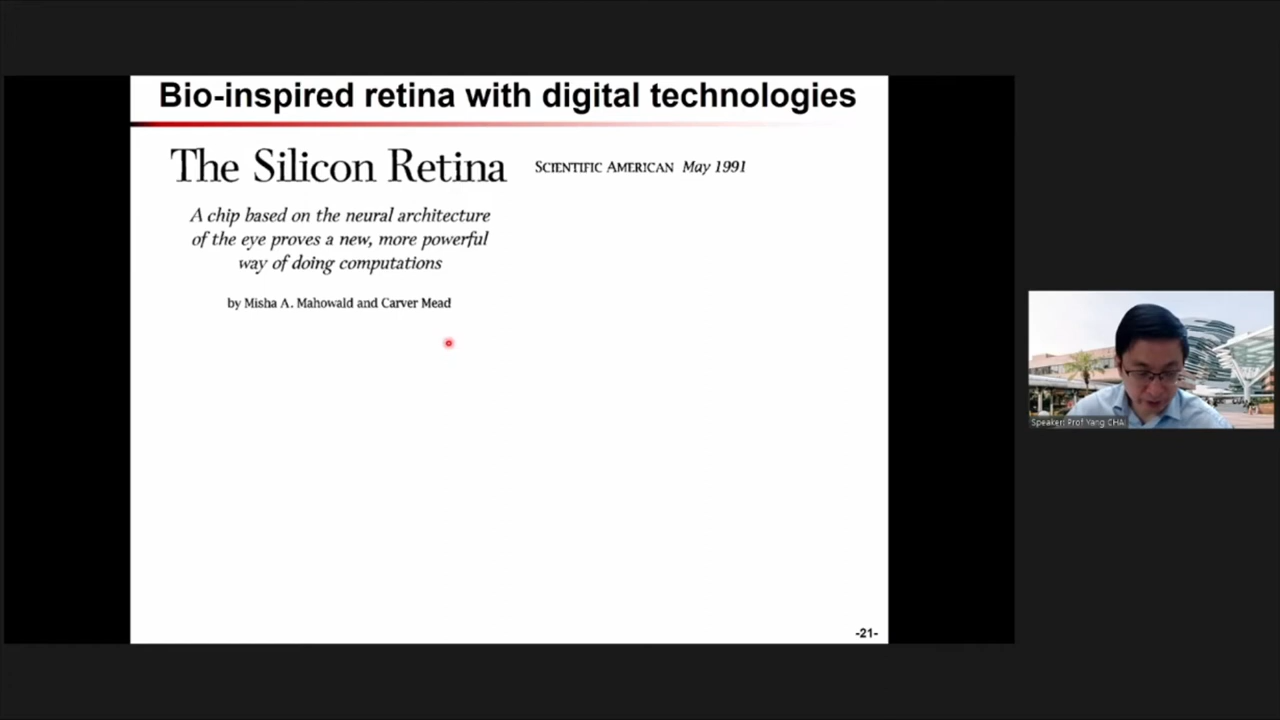 Bio-inspired retina with digital technologies
The Silicon Retina
SCIENTIFIC AMERICAN May 1991
A chip based on the neural architecture
of the eye proves a new, more powerful
way of doing computations
by Misha A. Mahowald and Carver Mead
-21-
Speaker: Prof Yang CHAI